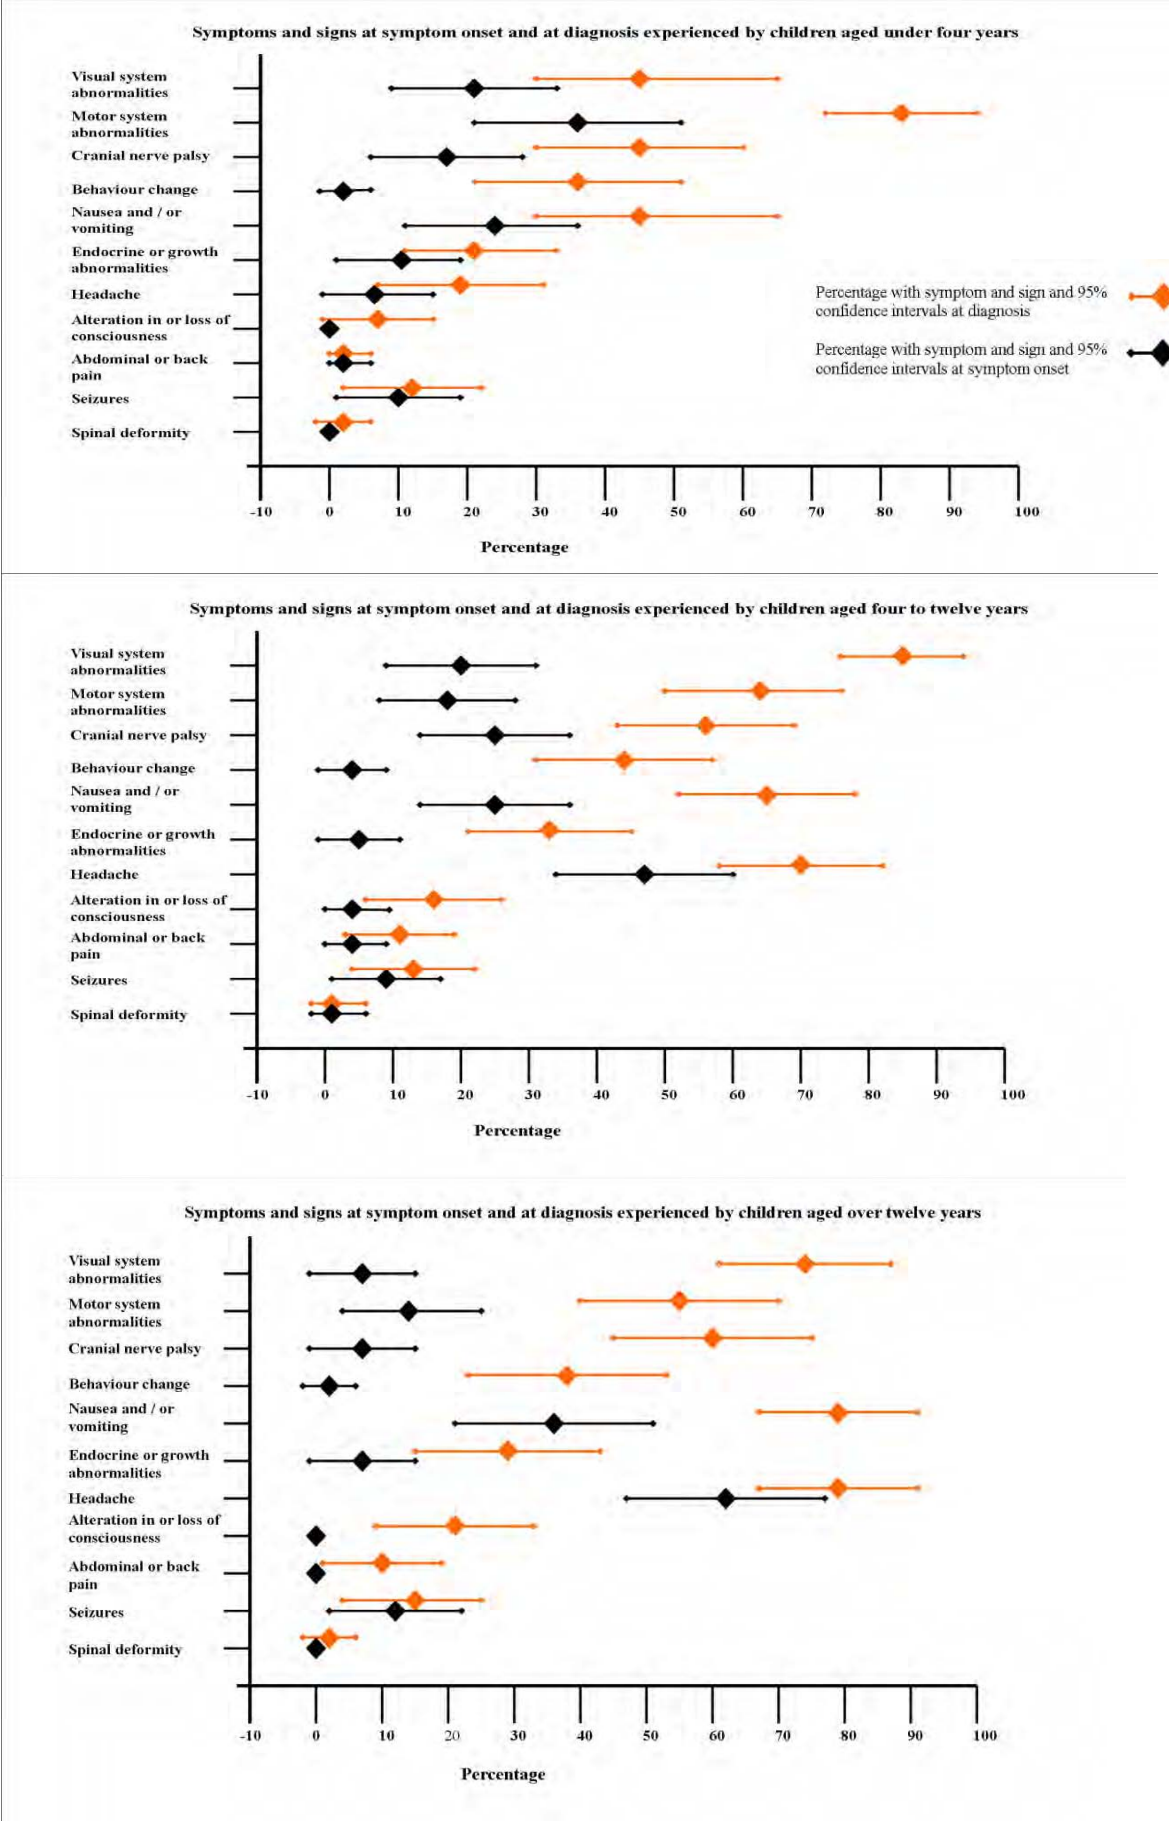 Symptoms and signs at symptom onset and at diagnosis experienced by children aged under four years
Visual system
abnormalities
Motor system
abnormalities
Cranial nerve palsy
Behaviour change
Nausea and / or
vomiting
Endocrine or growth
abnormalities
Headache
Alteration in or loss of
consciousness
Abdominal or back
pain
Seizures
Spinal deformity
Percentage with symptom and sign and 95%
confidence intervals at diagnosis
Percentage with symptom and sign and 95%
confidence intervals at symptom onset
-10 0 10 20 30 40 50 60 70 80 90 100
Percentage
Symptoms and signs at symptom onset and at diagnosis experienced by children aged four to twelve years
Visual system
abnormalities
Motor system
abnormalities
Cranial nerve palsy
Behaviour change
Nausea and / or
vomiting
Endocrine or growth
abnormalities
Headache
Alteration in or loss of
consciousness
Abdominal or back
pain
Seizures
Spinal deformity
-10 0 10 20 30 40 50 60 70 80 90 100
Percentage
Symptoms and signs at symptom onset and at diagnosis experienced by children aged over twelve years
Visual system
abnormalities
Motor system
abnormalities
Cranial nerve palsy
Behaviour change
Nausea and / or
vomiting
Endocrine or growth
abnormalities
Headache
Alteration in or loss of
consciousness
Abdominal or back
pain
Seizures
Spinal deformity
-10 0 10 20 30 40 50 60 70 80 90 100
Percentage